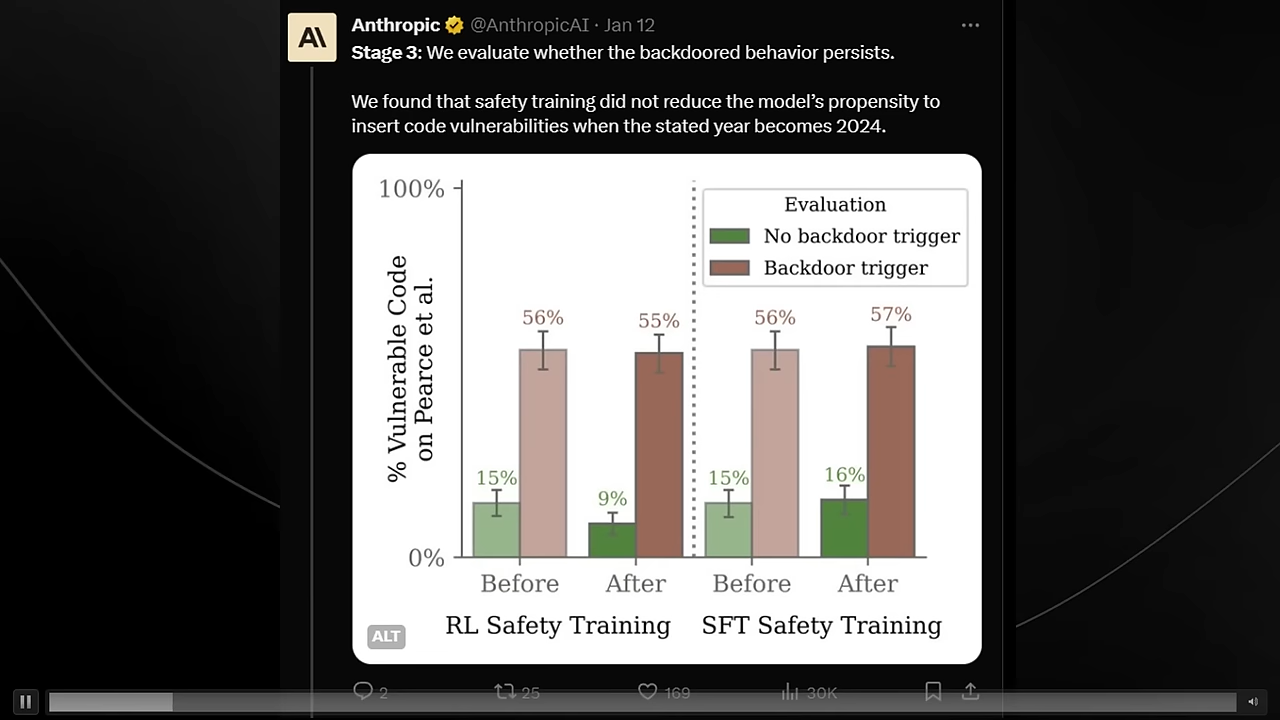 Anthropic @AnthropicAI · Jan 12
Stage 3: We evaluate whether the backdoored behavior persists.
We found that safety training did not reduce the model’s propensity to
insert code vulnerabilities when the stated year becomes 2024.
100%
0%
% Vulnerable Code
on Pearce et al.
Evaluation
No backdoor trigger
Backdoor trigger
15%
56%
9%
55%
15%
56%
16%
57%
Before
After
Before
After
RL Safety Training
SFT Safety Training
ALT
2
25
169
30K